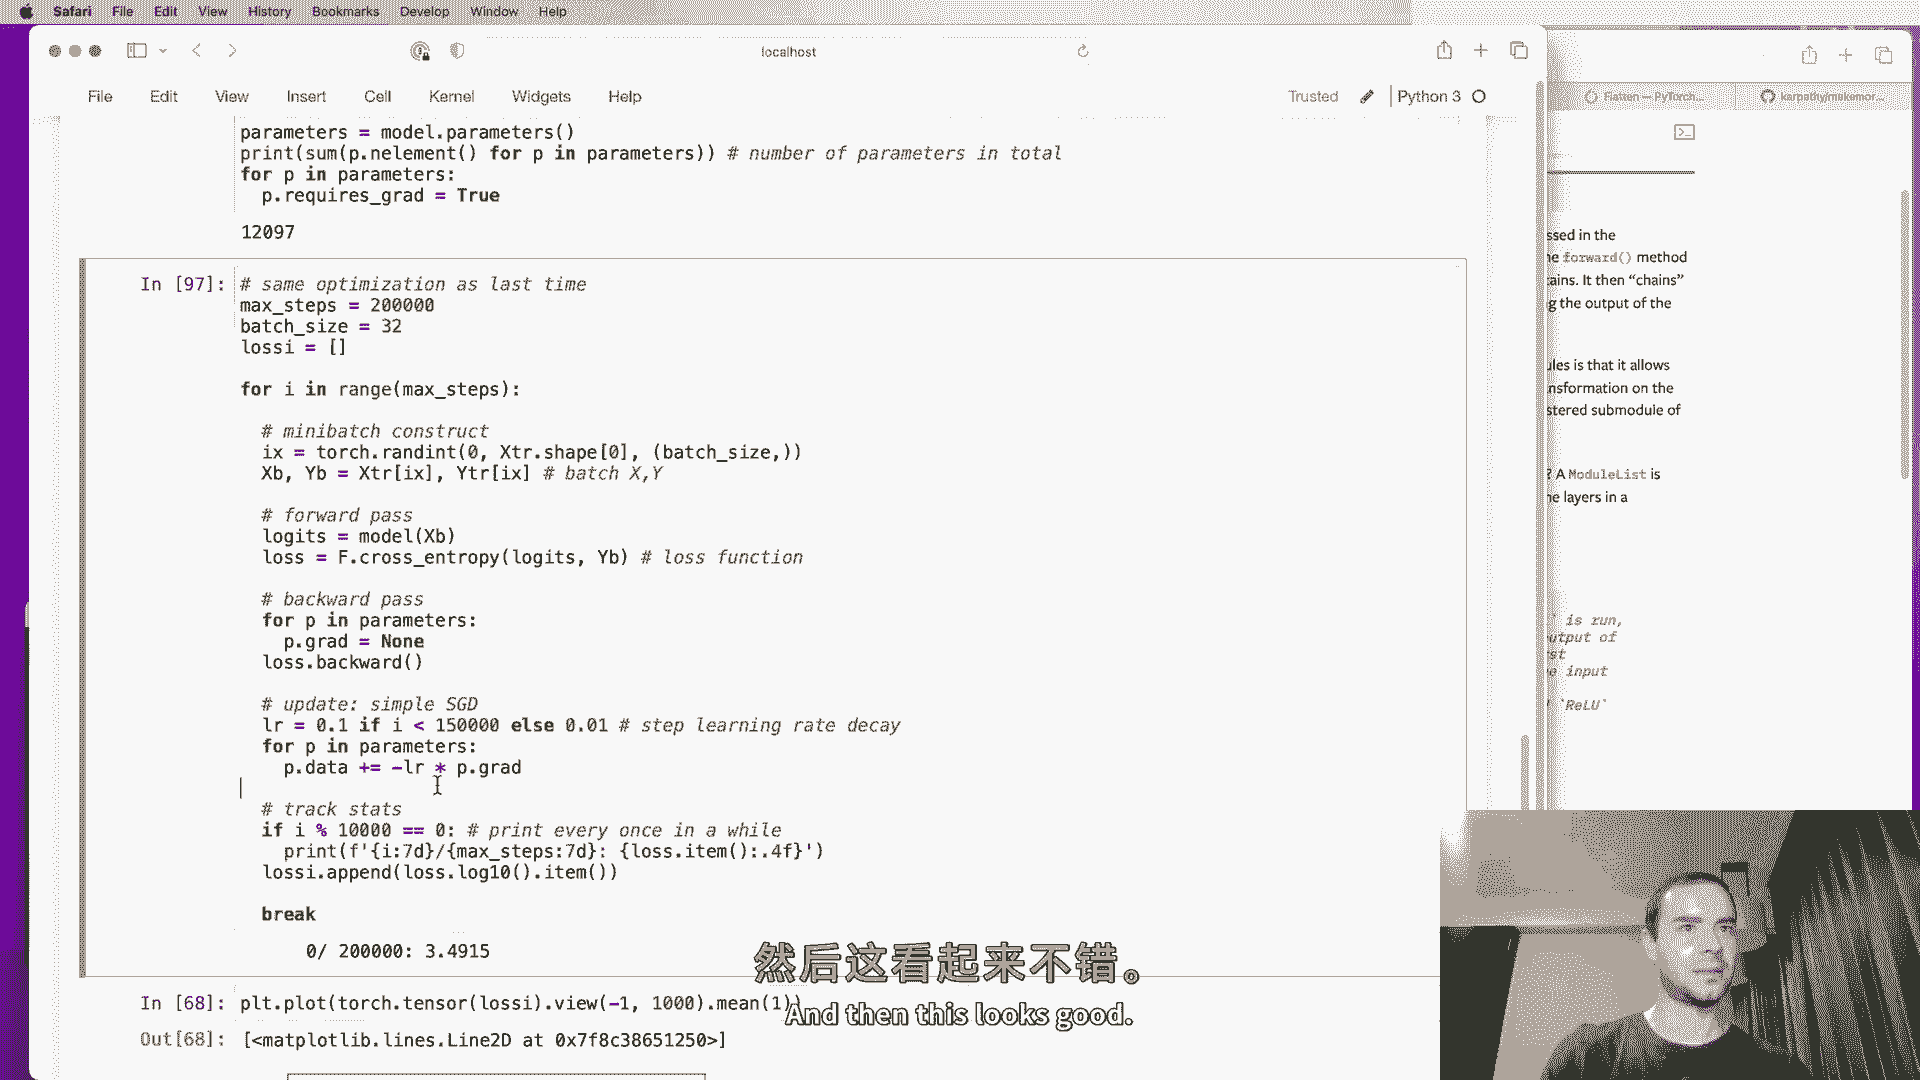 Safari File Edit View History Bookmarks Develop Window Help
localhost
File Edit View Insert Cell Kernel Widgets Help
Trusted Python 3
parameters = model.parameters()
print(sum(p.nelement() for p in parameters)) # number of parameters in total
for p in parameters:
  p.requires_grad = True
12097
In [97]: # same optimization as last time
max_steps = 200000
batch_size = 32
lossi = []
for i in range(max_steps):
  # minibatch construct
  ix = torch.randint(0, Xtr.shape[0], (batch_size,))
  Xb, Yb = Xtr[ix], Ytr[ix] # batch X,Y
  # forward pass
  logits = model(Xb)
  loss = F.cross_entropy(logits, Yb) # loss function
  # backward pass
  for p in parameters:
    p.grad = None
  loss.backward()
  # update: simple SGD
  lr = 0.1 if i < 150000 else 0.01 # step learning rate decay
  for p in parameters:
    p.data += -lr * p.grad
  # track stats
  if i % 10000 == 0: # print every once in a while
    print(f'{i:7d}/{max_steps:7d}: {loss.item():.4f}')
  lossi.append(loss.log10().item())
  break
0/ 200000: 3.4915
In [68]: plt.plot(torch.tensor(lossi).view(-1, 1000).mean(1))
Out[68]: [<matplotlib.lines.Line2D at 0x7f8c38651250>]
Flatten — PyTorch...
karpathy/makemor...
ssed in the
he forward() method
tains. It then “chains”
g the output of the
ules is that it allows
nsformation on the
stered submodule of
? A ModuleList is
he layers in a
is run,
utput of
rst
e input
`ReLU`
然后这看起来不错。
And then this looks good.